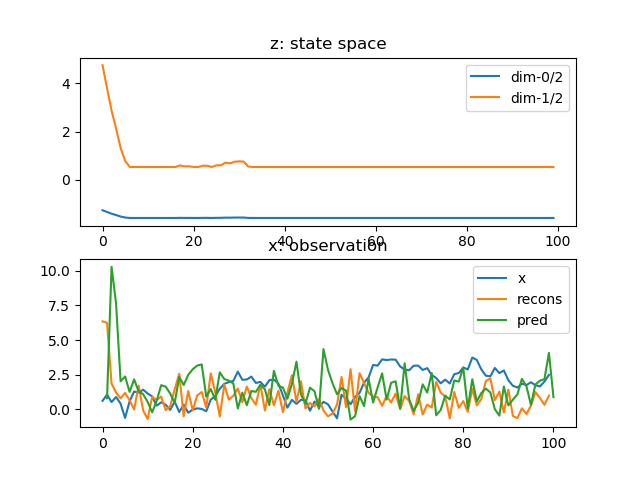 z: state space
4
2
0
dim-0/2
dim-1/2
0 20 40 60 80 100
x: observation
10.0
7.5
5.0
2.5
0.0
x
recons
pred
0 20 40 60 80 100